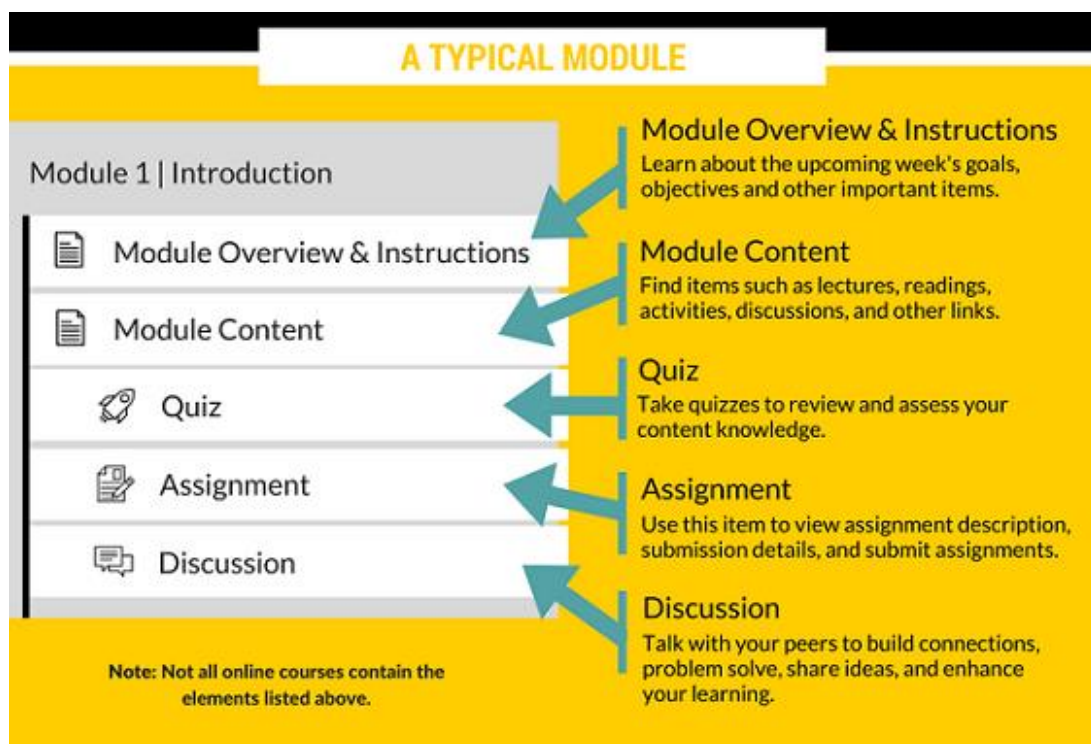 A TYPICAL MODULE
Module 1 | Introduction
Module Overview & Instructions
Module Content
Quiz
Assignment
Discussion
Note: Not all online courses contain the
elements listed above.
Module Overview & Instructions
Learn about the upcoming week's goals,
objectives and other important items.
Module Content
Find items such as lectures, readings,
activities, discussions, and other links.
Quiz
Take quizzes to review and assess your
content knowledge.
Assignment
Use this item to view assignment description,
submission details, and submit assignments.
Discussion
Talk with your peers to build connections,
problem solve, share ideas, and enhance
your learning.